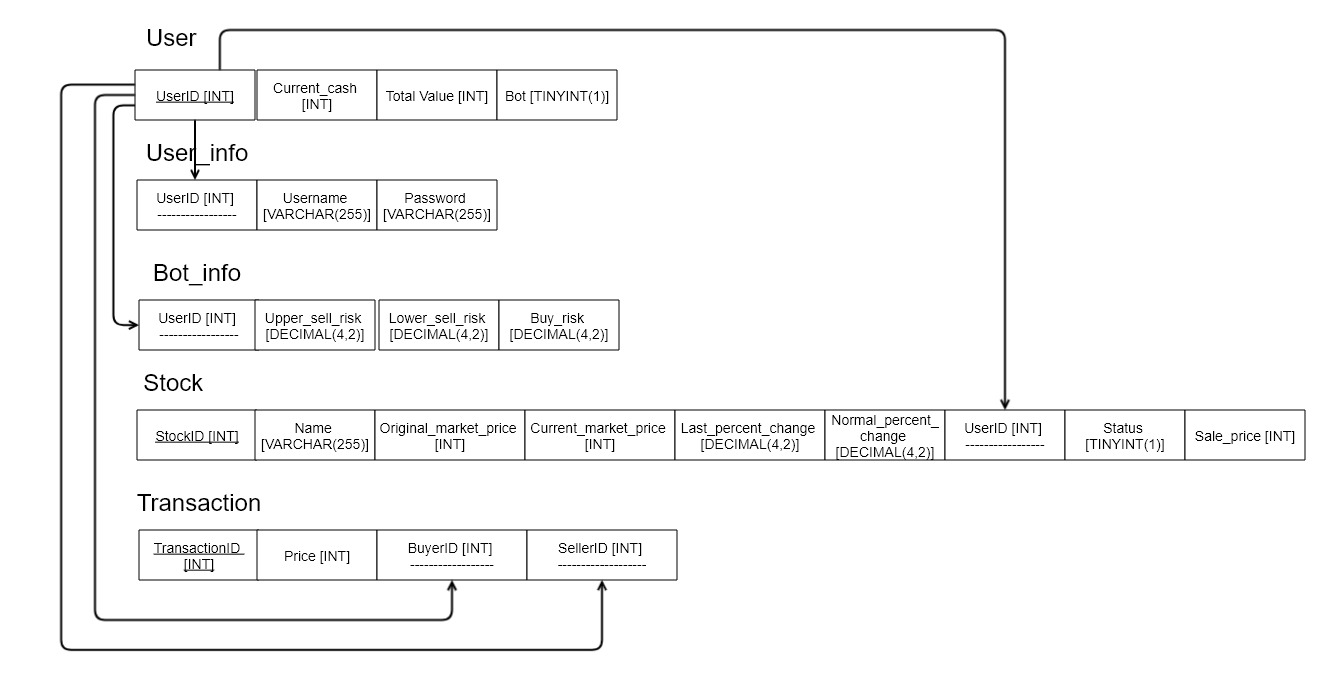 User
UserID [INT]
Current_cash
[INT]
Total Value [INT]
Bot [TINYINT(1)]
User_info
UserID [INT]
-----------------
Username
[VARCHAR(255)]
Password
[VARCHAR(255)]
Bot_info
UserID [INT]
-----------------
Upper_sell_risk
[DECIMAL(4,2)]
Lower_sell_risk
[DECIMAL(4,2)]
Buy_risk
[DECIMAL(4,2)]
Stock
StockID [INT]
Name
[VARCHAR(255)]
Original_market_price
[INT]
Current_market_price
[INT]
Last_percent_change
[DECIMAL(4,2)]
Normal_percent_
change
[DECIMAL(4,2)]
UserID [INT]
-----------------
Status
[TINYINT(1)]
Sale_price [INT]
Transaction
TransactionID
[INT]
Price [INT]
BuyerID [INT]
------------------
SellerID [INT]
-------------------